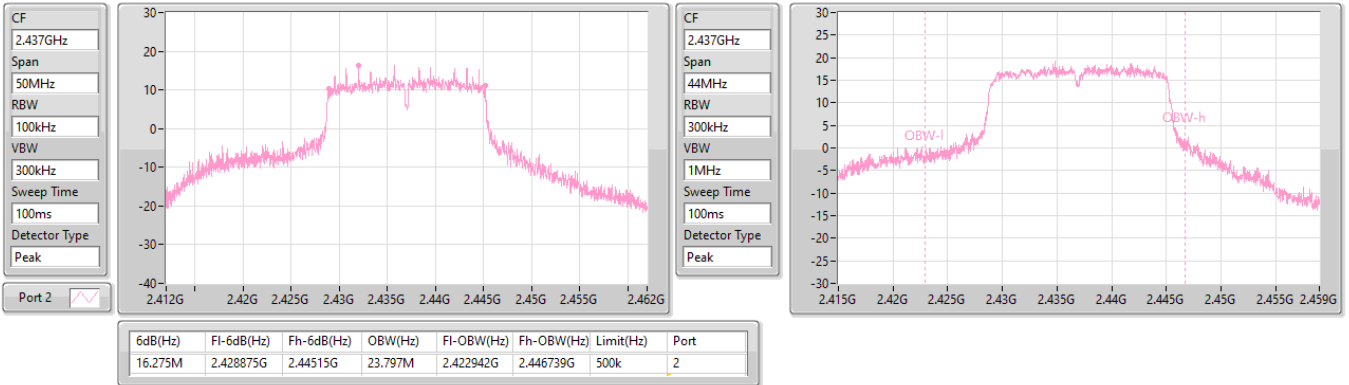 CF
2.437GHz
Span
50MHz
RBW
100kHz
VBW
300kHz
Sweep Time
100ms
Detector Type
Peak
Port 2
30-
20-
10-
0-
-10-
-20-
-30-
-40-
2.412G 2.42G 2.425G 2.43G 2.435G 2.44G 2.445G 2.45G 2.455G 2.462G
CF
2.437GHz
Span
44MHz
RBW
300kHz
VBW
1MHz
Sweep Time
100ms
Detector Type
Peak
30-
25-
20-
15-
10-
5-
0-
-5-
-10-
-15-
-20-
-25-
-30-
OBW-l
OBW-h
2.415G 2.42G 2.425G 2.43G 2.435G 2.44G 2.445G 2.45G 2.455G 2.459G
6dB(Hz) Fl-6dB(Hz) Fh-6dB(Hz) OBW(Hz) Fl-OBW(Hz) Fh-OBW(Hz) Limit(Hz) Port
16.275M 2.428875G 2.44515G 23.797M 2.422942G 2.446739G 500k 2